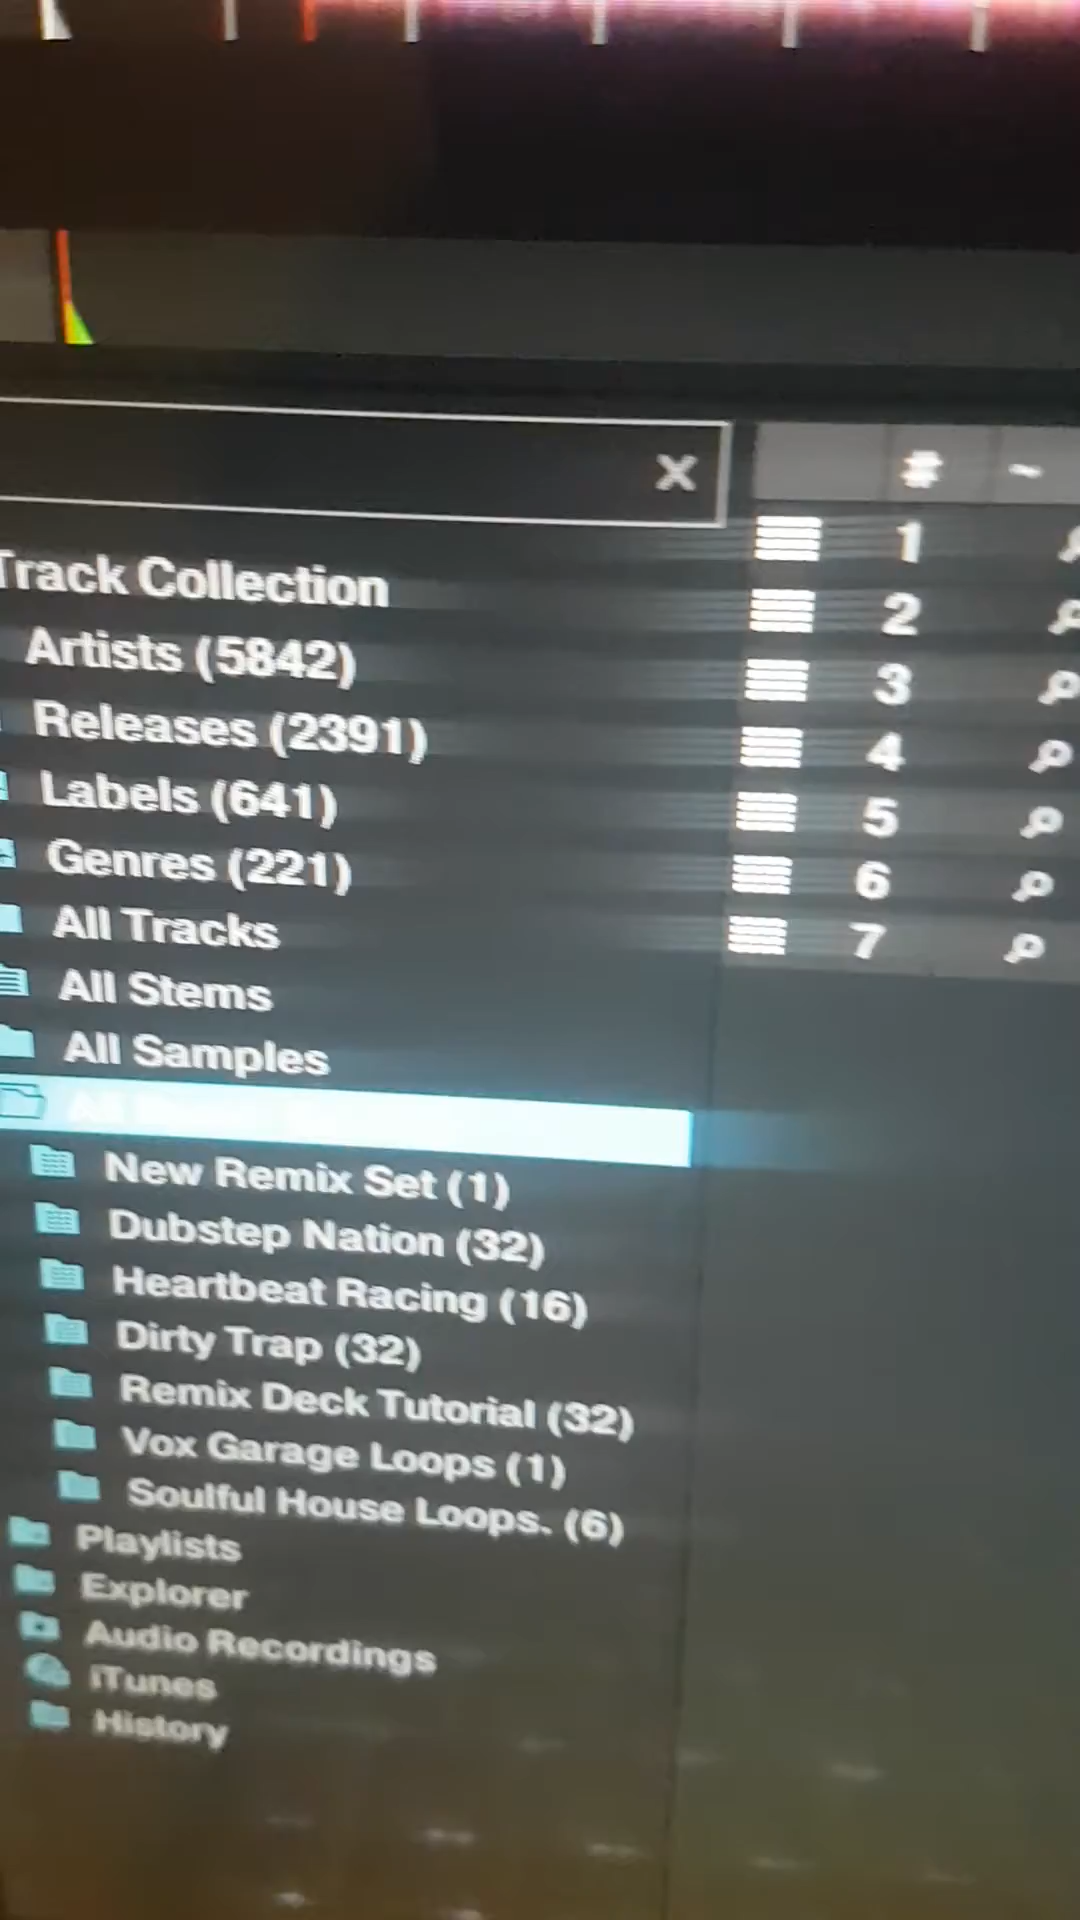 X
# ~
1
2
3
4
5
6
7
Track Collection
Artists (5842)
Releases (2391)
Labels (641)
Genres (221)
All Tracks
All Stems
All Samples
All
New Remix Set (1)
Dubstep Nation (32)
Heartbeat Racing (16)
Dirty Trap (32)
Remix Deck Tutorial (32)
Vox Garage Loops (1)
Soulful House Loops. (6)
Playlists
Explorer
Audio Recordings
iTunes
History